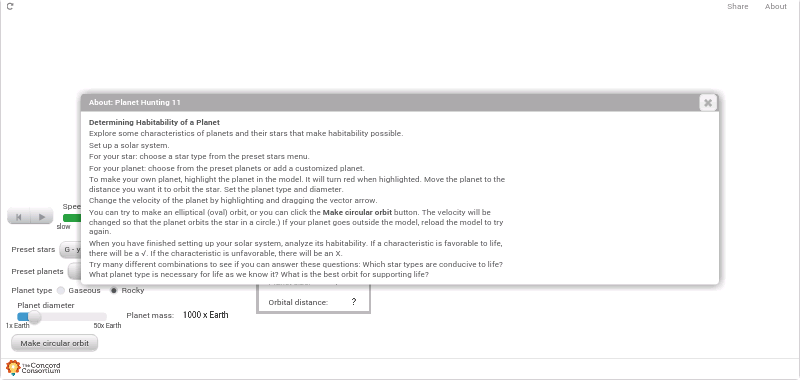 Share About
About: Planet Hunting 11
Determining Habitability of a Planet
Explore some characteristics of planets and their stars that make habitability possible.
Set up a solar system.
For your star: choose a star type from the preset stars menu.
For your planet: choose from the preset planets or add a customized planet.
To make your own planet, highlight the planet in the model. It will turn red when highlighted. Move the planet to the
distance you want it to orbit the star. Set the planet type and diameter.
Change the velocity of the planet by highlighting and dragging the vector arrow.
You can try to make an elliptical (oval) orbit, or you can click the Make circular orbit button. The velocity will be
changed so that the planet orbits the star in a circle.) If your planet goes outside the model, reload the model to try
again.
When you have finished setting up your solar system, analyze its habitability. If a characteristic is favorable to life,
there will be a √. If the characteristic is unfavorable, there will be an X.
Try many different combinations to see if you can answer these questions: Which star types are conducive to life?
What planet type is necessary for life as we know it? What is the best orbit for supporting life?
Spee
slow
Preset stars G - y
Preset planets
Planet type Gaseous Rocky
Planet diameter
1x Earth 50x Earth
Planet mass: 1000 x Earth
Orbital distance: ?
Make circular orbit
The Concord
Consortium